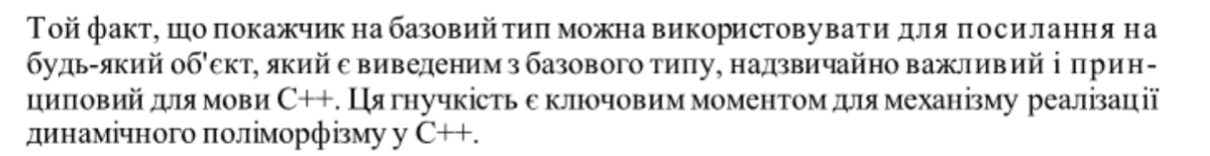 Той факт, що покажчик на базовий тип можна використовувати для посилання на
будь-який об'єкт, який є виведеним з базового типу, надзвичайно важливий і прин-
циповий для мови C++. Ця гнучкість є ключовим моментом для механізму реалізації
динамічного поліморфізму у C++.